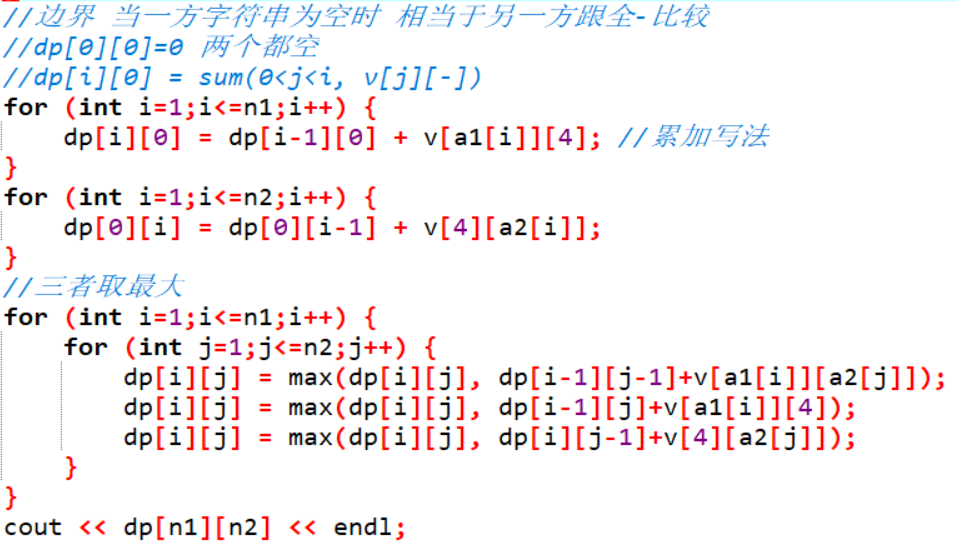 //边界 当一方字符串为空时 相当于另一方跟全-比较
//dp[0][0]=0 两个都空
//dp[i][0] = sum(0<j<i, v[j][-])
for (int i=1;i<=n1;i++) {
    dp[i][0] = dp[i-1][0] + v[a1[i]][4]; //累加写法
}
for (int i=1;i<=n2;i++) {
    dp[0][i] = dp[0][i-1] + v[4][a2[i]];
}
//三者取最大
for (int i=1;i<=n1;i++) {
    for (int j=1;j<=n2;j++) {
        dp[i][j] = max(dp[i][j], dp[i-1][j-1]+v[a1[i]][a2[j]]);
        dp[i][j] = max(dp[i][j], dp[i-1][j]+v[a1[i]][4]);
        dp[i][j] = max(dp[i][j], dp[i][j-1]+v[4][a2[j]]);
    }
}
cout << dp[n1][n2] << endl;